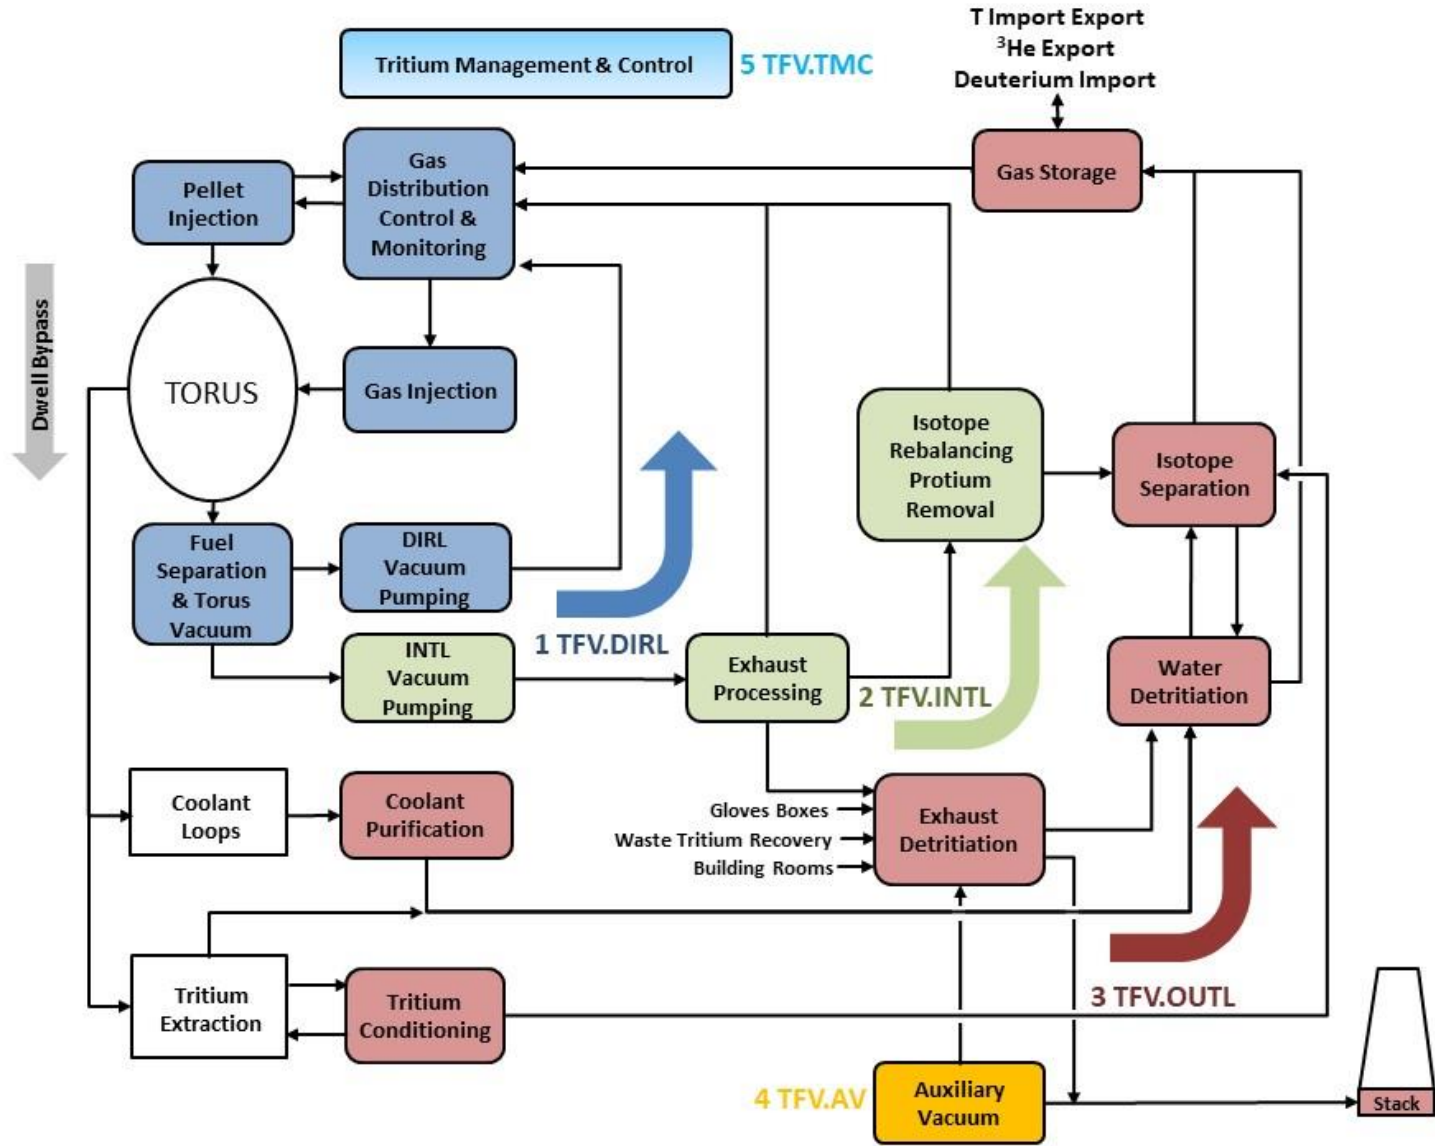 T Import Export
³He Export
Deuterium Import
Tritium Management & Control
5 TFV.TMC
Gas
Distribution
Control &
Monitoring
Gas Storage
Pellet
Injection
Dwell Bypass
TORUS
Gas Injection
Isotope
Rebalancing
Protium
Removal
Isotope
Separation
Fuel
Separation
& Torus
Vacuum
DIRL
Vacuum
Pumping
1 TFV.DIRL
INTL
Vacuum
Pumping
Exhaust
Processing
2 TFV.INTL
Water
Detritiation
Coolant
Loops
Coolant
Purification
Gloves Boxes
Waste Tritium Recovery
Building Rooms
Exhaust
Detritiation
Tritium
Extraction
Tritium
Conditioning
3 TFV.OUTL
4 TFV.AV
Auxiliary
Vacuum
Stack